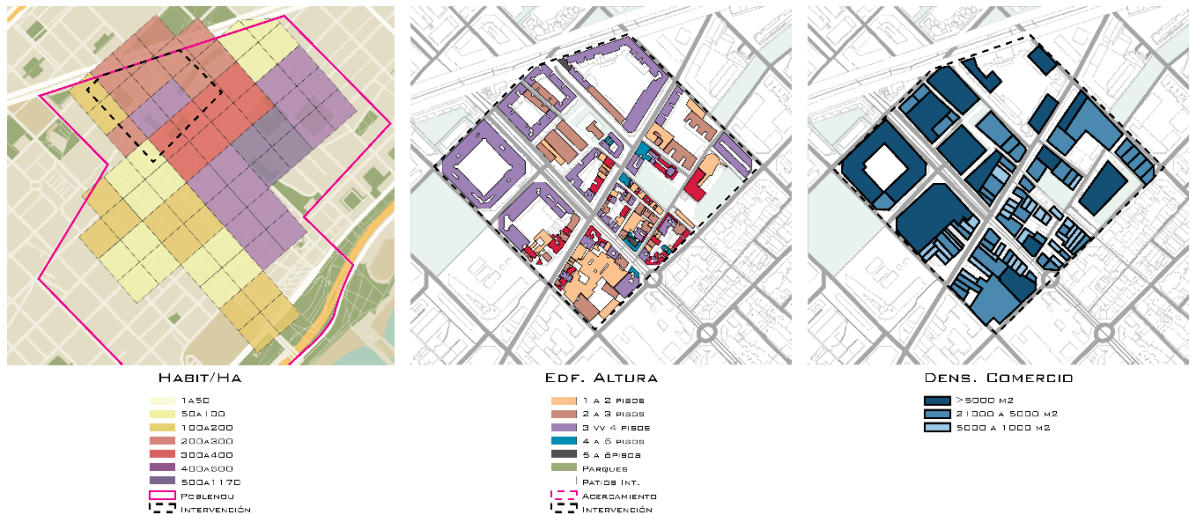 Habit/Ha
1a50
50a100
100a200
200a300
300a400
400a500
500a1170
Poblenou
Intervención
Edf. Altura
1 a 2 pisos
2 a 3 pisos
3 vv 4 pisos
4 a 5 pisos
5 a 6pisos
Parques
Patios Int.
Acercamiento
Intervención
Dens. Comercio
>5000 m2
21000 a 5000 m2
5000 a 1000 m2